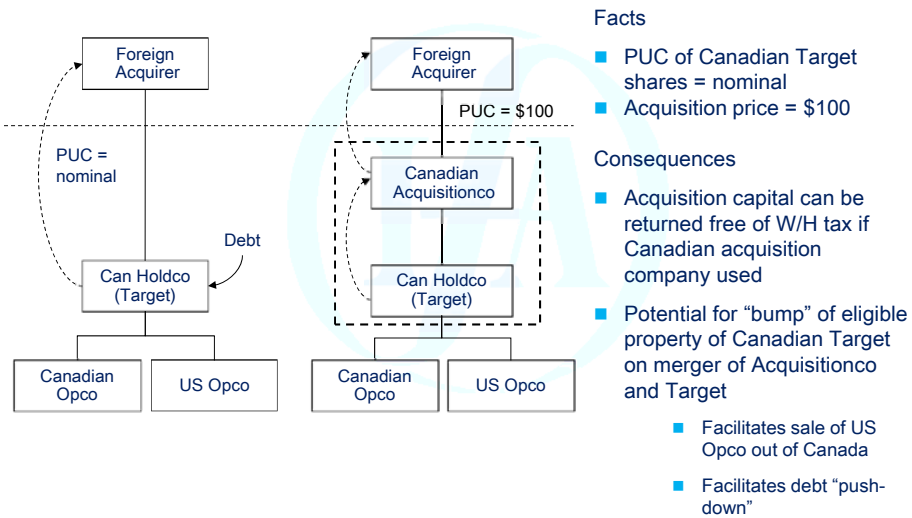 Foreign
Acquirer
PUC =
nominal
Debt
Can Holdco
(Target)
Canadian
Opco
US Opco
Foreign
Acquirer
PUC = $100
Canadian
Acquisitionco
Can Holdco
(Target)
Canadian
Opco
US Opco
Facts
PUC of Canadian Target
shares = nominal
Acquisition price = $100
Consequences
Acquisition capital can be
returned free of W/H tax if
Canadian acquisition
company used
Potential for “bump” of eligible
property of Canadian Target
on merger of Acquisitionco
and Target
Facilitates sale of US
Opco out of Canada
Facilitates debt “push-
down”